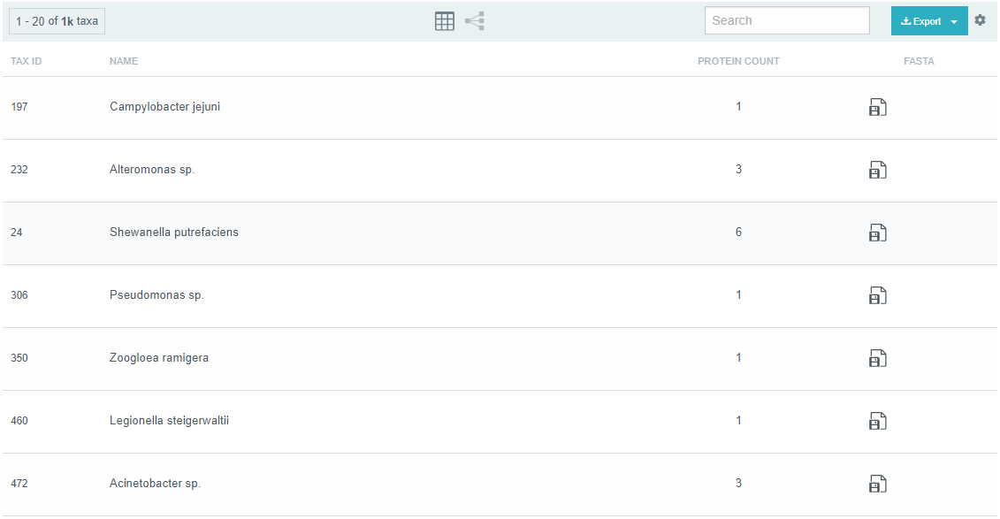 1 - 20 of 1k taxa Search Export
TAX ID NAME PROTEIN COUNT FASTA
197 Campylobacter jejuni 1
232 Alteromonas sp. 3
24 Shewanella putrefaciens 6
306 Pseudomonas sp. 1
350 Zoogloea ramigera 1
460 Legionella steigerwaltii 1
472 Acinetobacter sp. 3